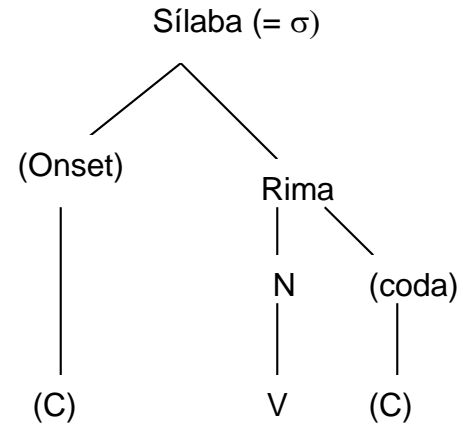 Sílaba (= σ)
(Onset)
Rima
N (coda)
(C) V (C)